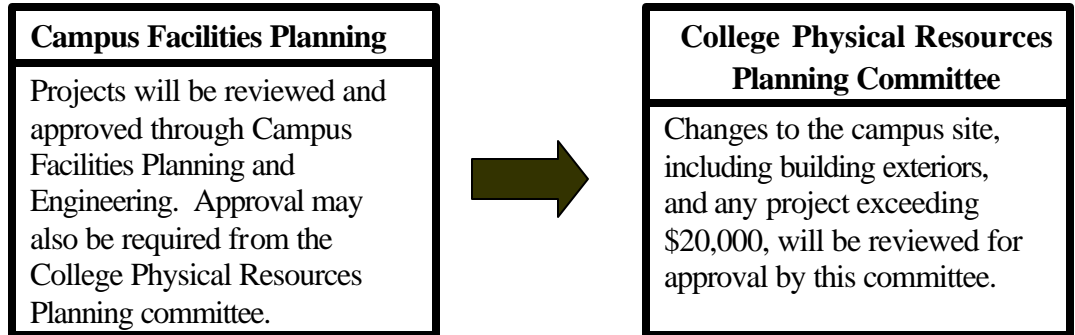 Campus Facilities Planning
Projects will be reviewed and
approved through Campus
Facilities Planning and
Engineering. Approval may
also be required from the
College Physical Resources
Planning committee.
College Physical Resources
Planning Committee
Changes to the campus site,
including building exteriors,
and any project exceeding
$20,000, will be reviewed for
approval by this committee.